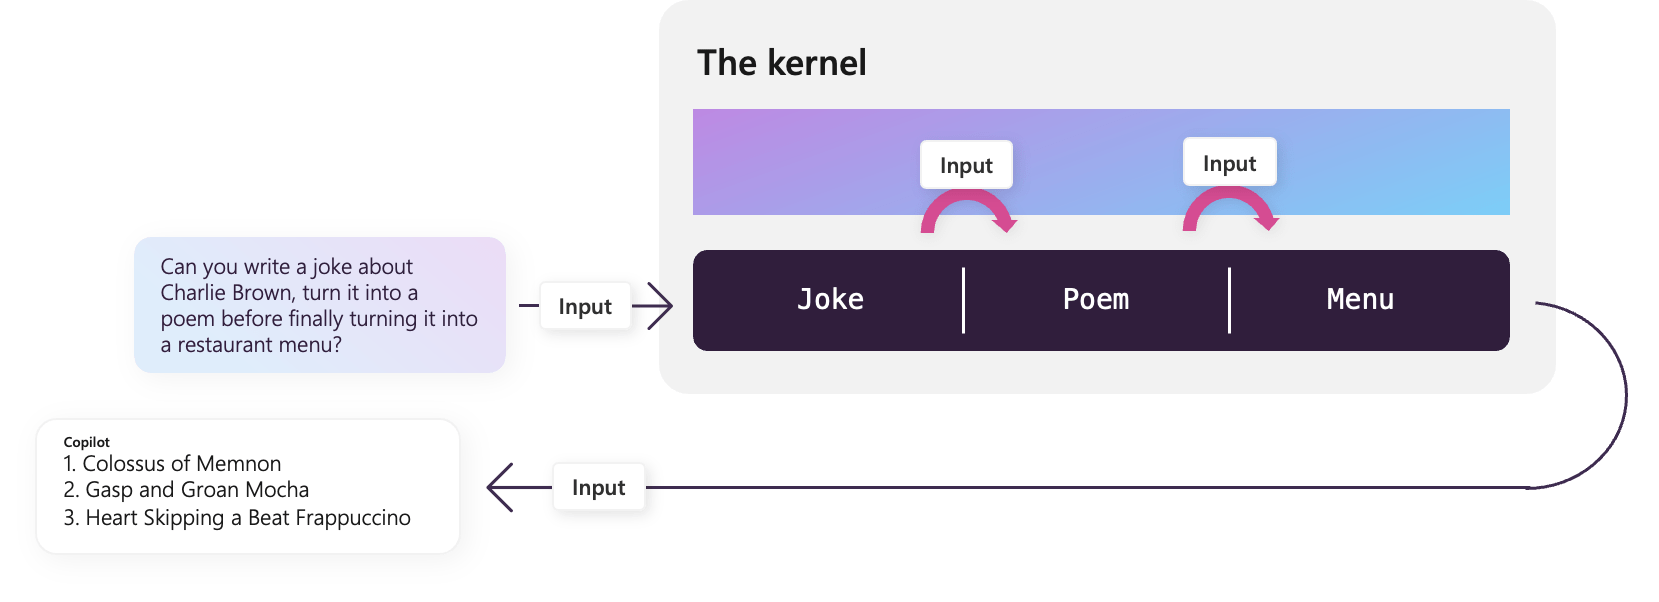 The kernel
Input
Input
Can you write a joke about
Charlie Brown, turn it into a
poem before finally turning it into
a restaurant menu?
Input
Joke
Poem
Menu
Copilot
1. Colossus of Memnon
2. Gasp and Groan Mocha
3. Heart Skipping a Beat Frappuccino
Input